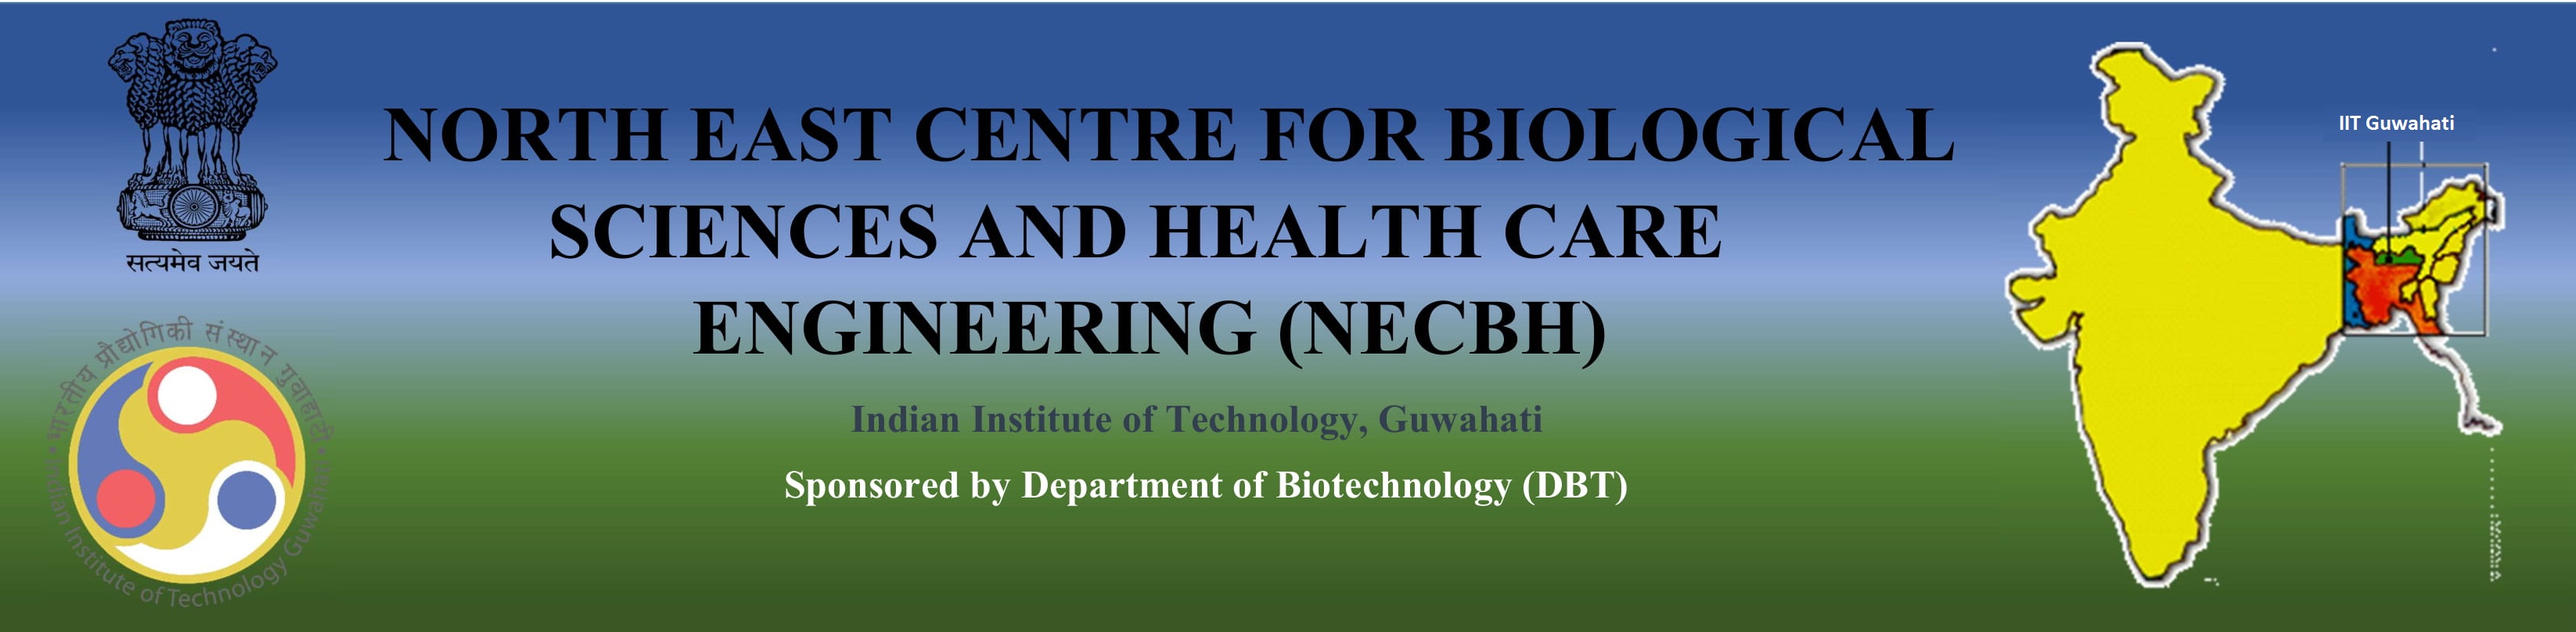 सत्यमेव जयते
भारतीय प्रौद्योगिकी संस्थान गुवाहाटी
Indian Institute of Technology Guwahati
NORTH EAST CENTRE FOR BIOLOGICAL
SCIENCES AND HEALTH CARE
ENGINEERING (NECBH)
Indian Institute of Technology, Guwahati
Sponsored by Department of Biotechnology (DBT)
IIT Guwahati